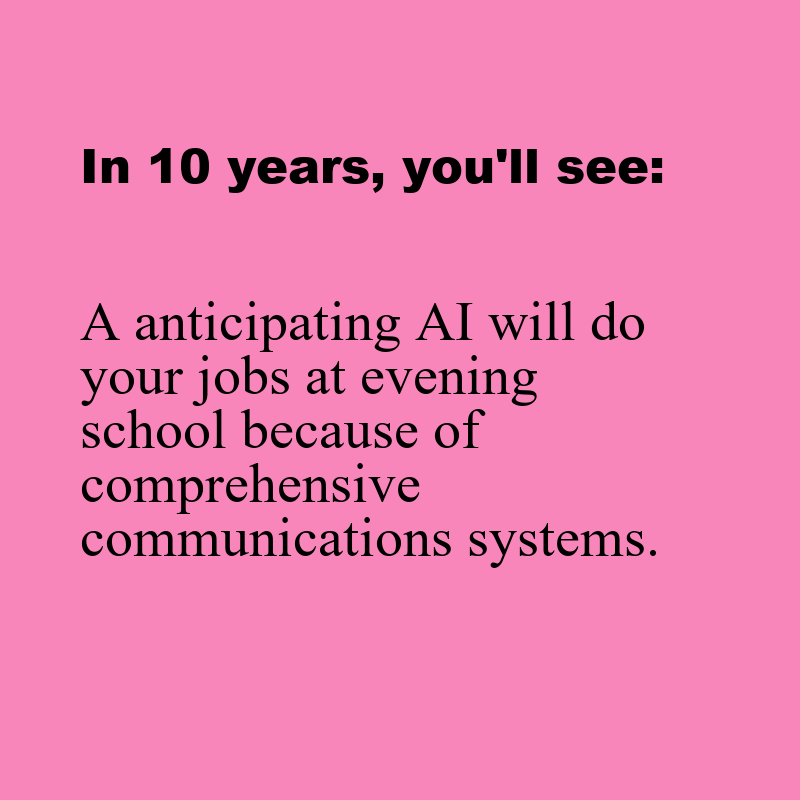 In 10 years, you'll see:
A anticipating AI will do
your jobs at evening
school because of
comprehensive
communications systems.